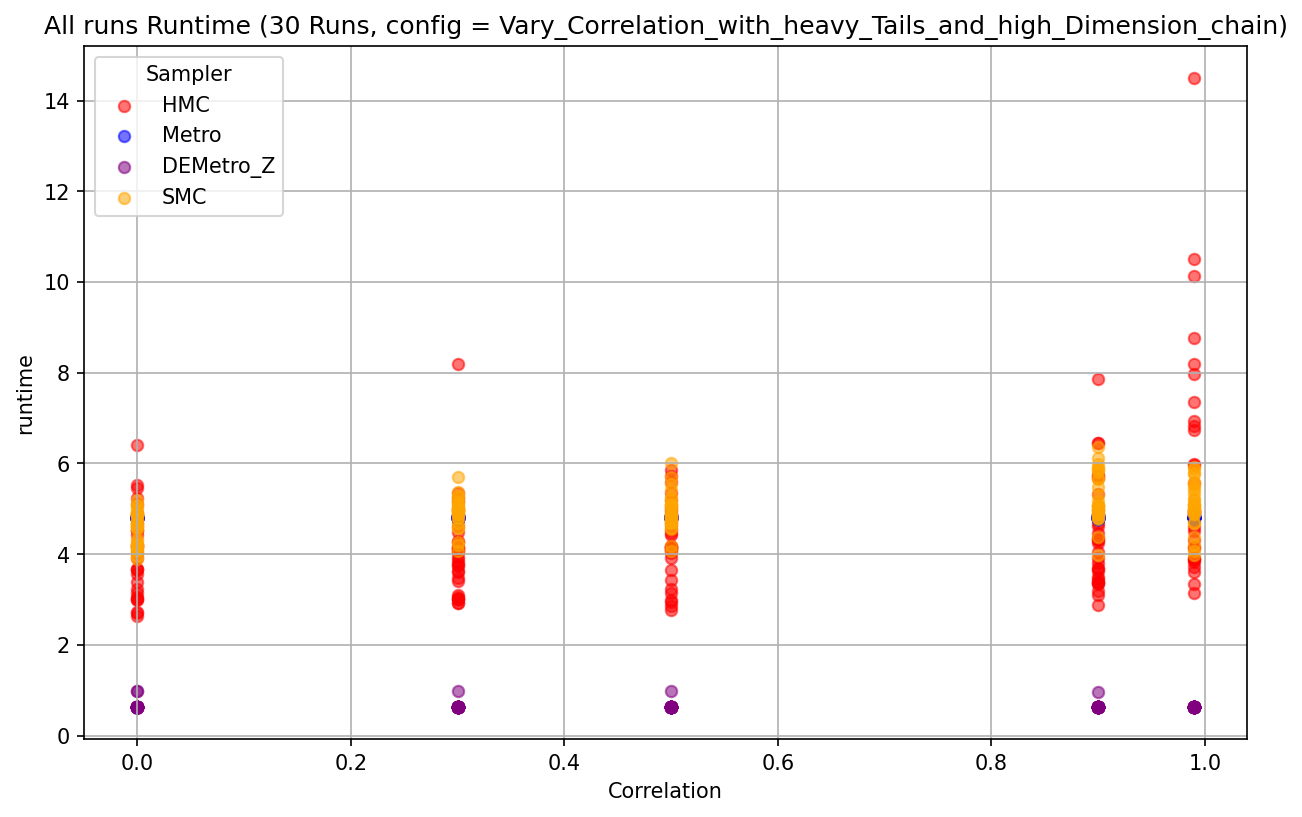 All runs Runtime (30 Runs, config = Vary_Correlation_with_heavy_Tails_and_high_Dimension_chain)
Sampler
HMC
Metro
DEMetro_Z
SMC
14
12
10
8
6
4
2
0
runtime
0.0 0.2 0.4 0.6 0.8 1.0
Correlation